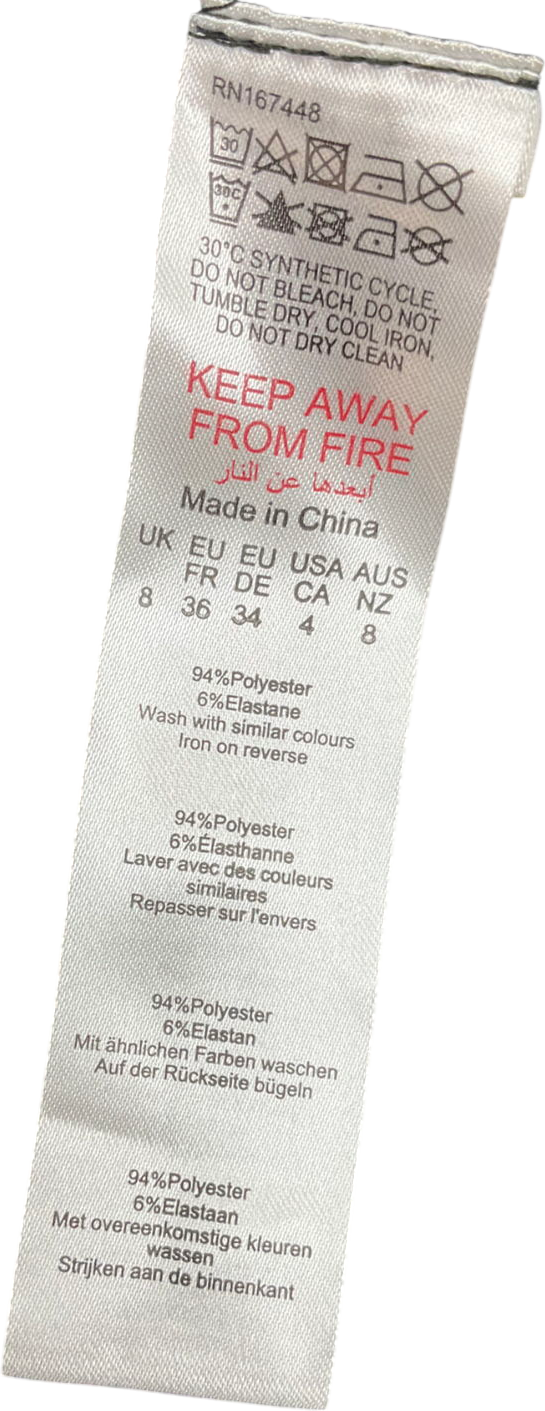 RN167448
30
30C
30°C SYNTHETIC CYCLE,
DO NOT BLEACH, DO NOT
TUMBLE DRY, COOL IRON,
DO NOT DRY CLEAN
KEEP AWAY
FROM FIRE
أبعدها عن النار
Made in China
UK EU EU USA AUS
FR DE CA NZ
8 36 34 4 8
94%Polyester
6%Elastane
Wash with similar colours
Iron on reverse
94%Polyester
6%Élasthanne
Laver avec des couleurs
similaires
Repasser sur l'envers
94%Polyester
6%Elastan
Mit ähnlichen Farben waschen
Auf der Rückseite bügeln
94%Polyester
6%Elastaan
Met overeenkomstige kleuren
wassen
Strijken aan de binnenkant